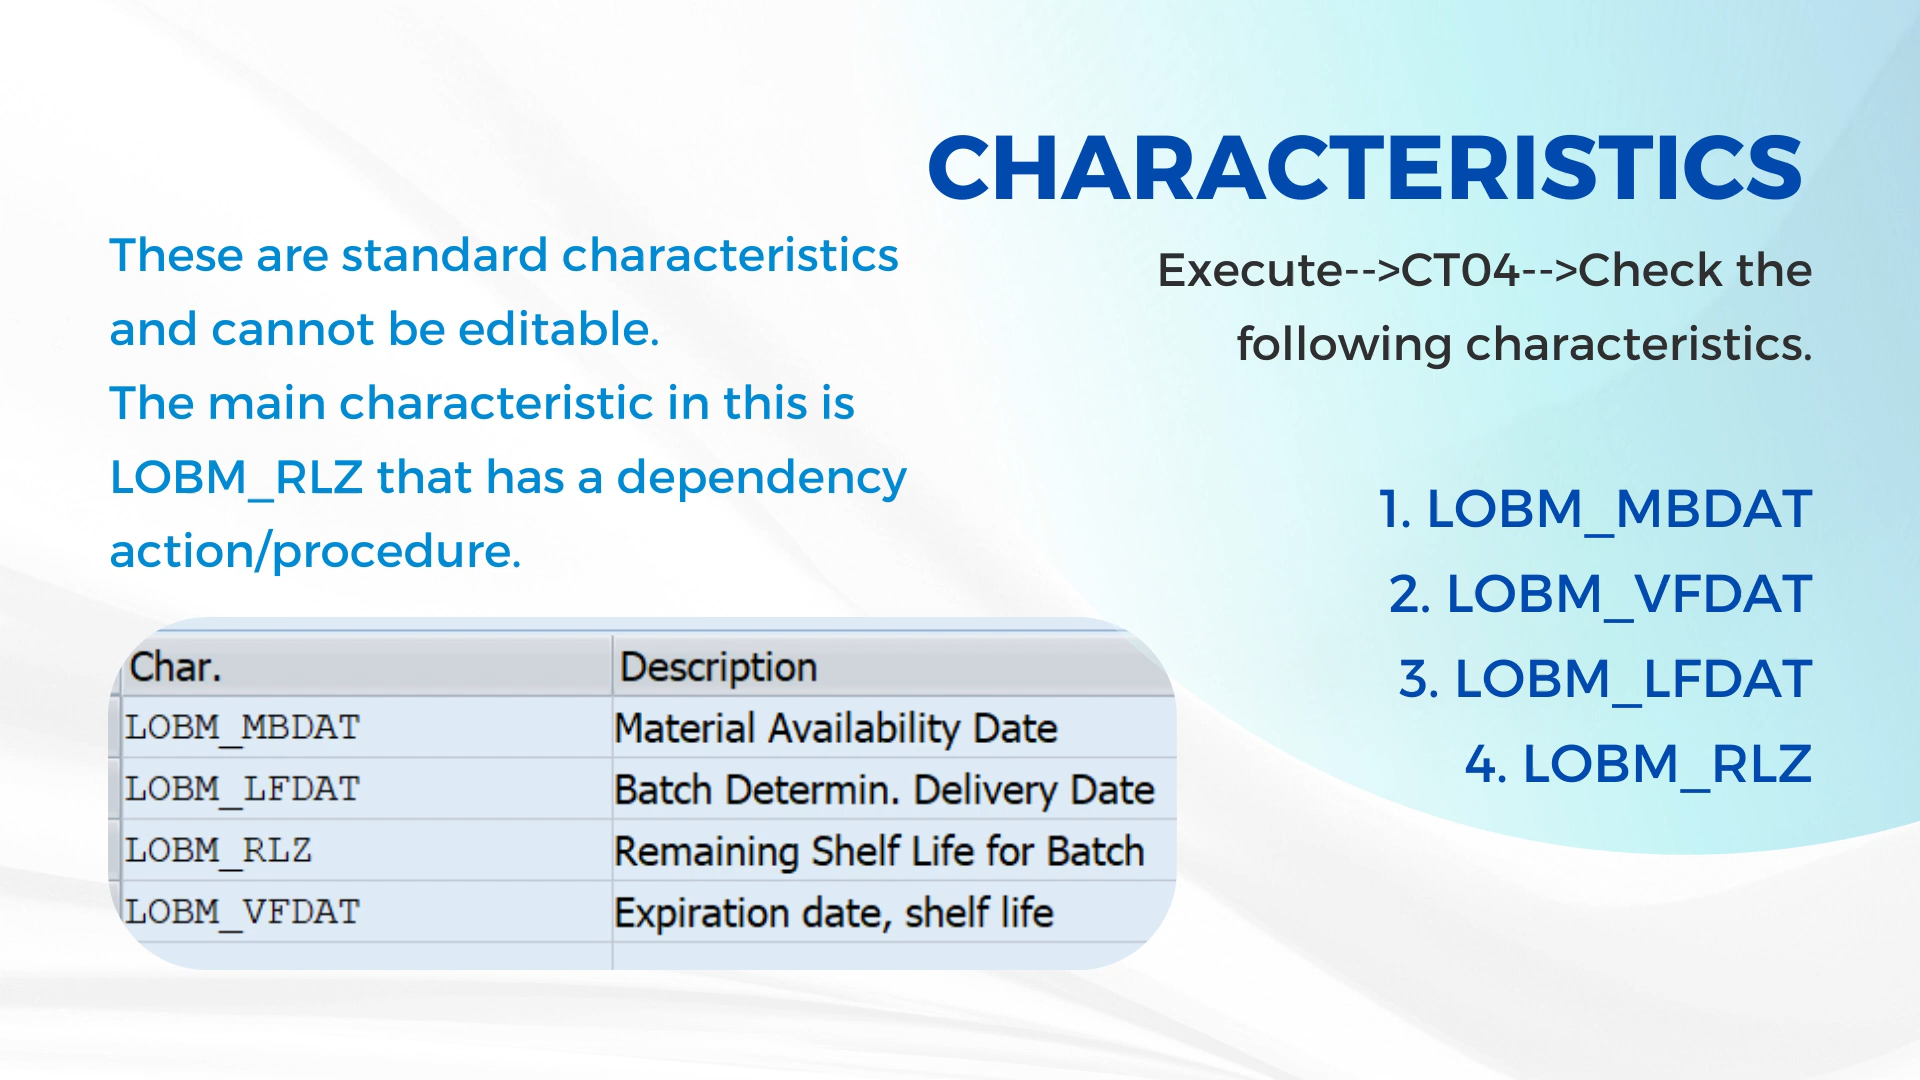 CHARACTERISTICS
These are standard characteristics
and cannot be editable.
The main characteristic in this is
LOBM_RLZ that has a dependency
action/procedure.
Execute-->CT04-->Check the
following characteristics.
1. LOBM_MBDAT
2. LOBM_VFDAT
3. LOBM_LFDAT
4. LOBM_RLZ
Char. Description
LOBM_MBDAT Material Availability Date
LOBM_LFDAT Batch Determin. Delivery Date
LOBM_RLZ Remaining Shelf Life for Batch
LOBM_VFDAT Expiration date, shelf life